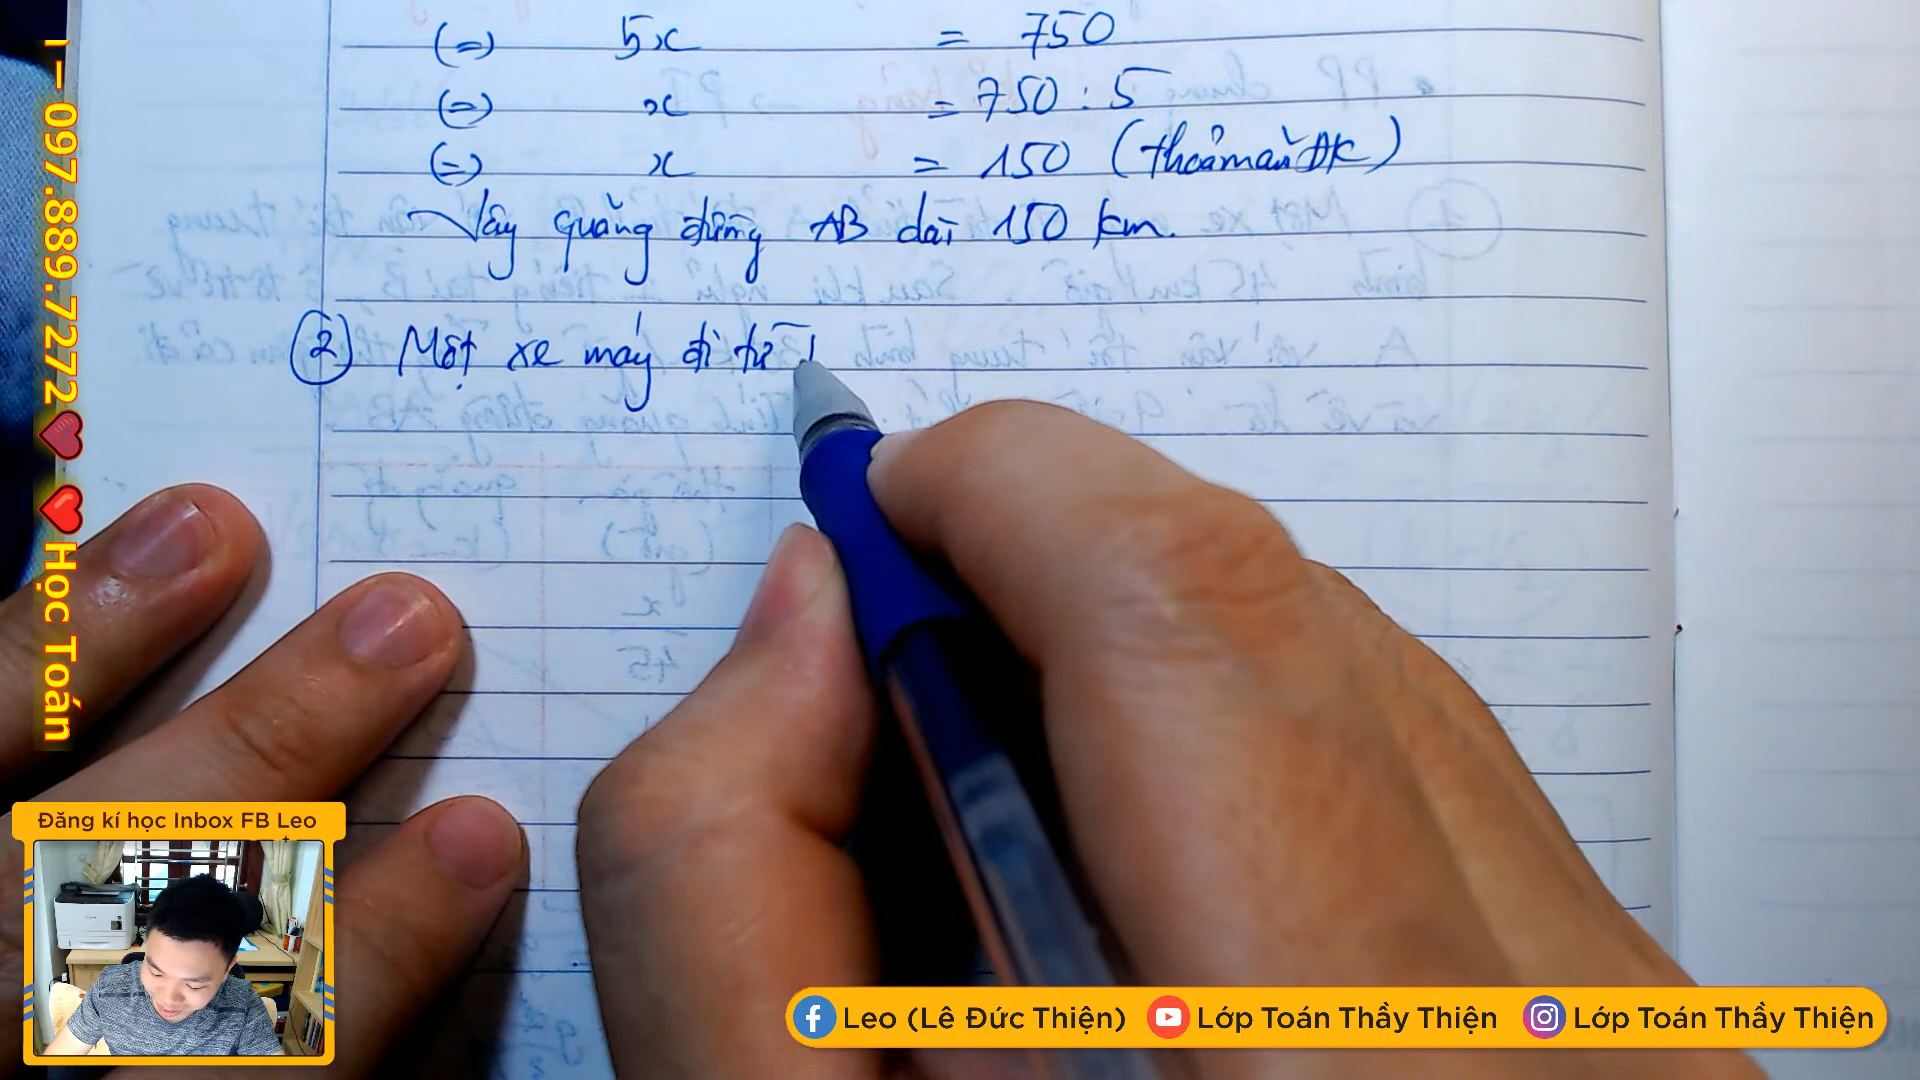 (=) 5x = 750
(=) x = 750 : 5
(=) x = 150 (thoả mãn ĐK)
Vậy quãng đường AB dài 150 km.
② Một xe máy đi từ
097.889.7272❤️❤️Học Toán
Đăng kí học Inbox FB Leo
Leo (Lê Đức Thiện) Lớp Toán Thầy Thiện Lớp Toán Thầy Thiện